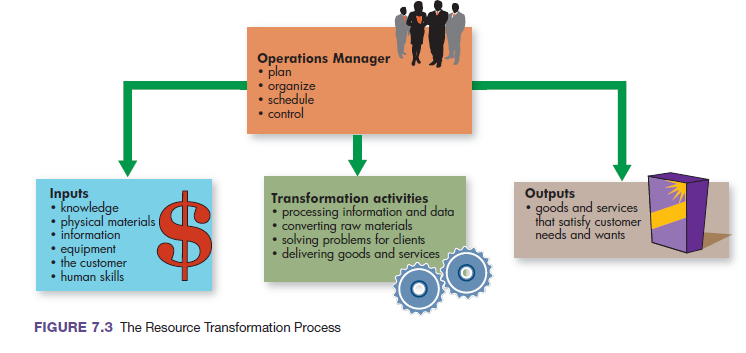 Operations Manager
• plan
• organize
• schedule
• control
Inputs
• knowledge
• physical materials
• information
• equipment
• the customer
• human skills
$
Transformation activities
• processing information and data
• converting raw materials
• solving problems for clients
• delivering goods and services
Outputs
• goods and services
that satisfy customer
needs and wants
FIGURE 7.3 The Resource Transformation Process